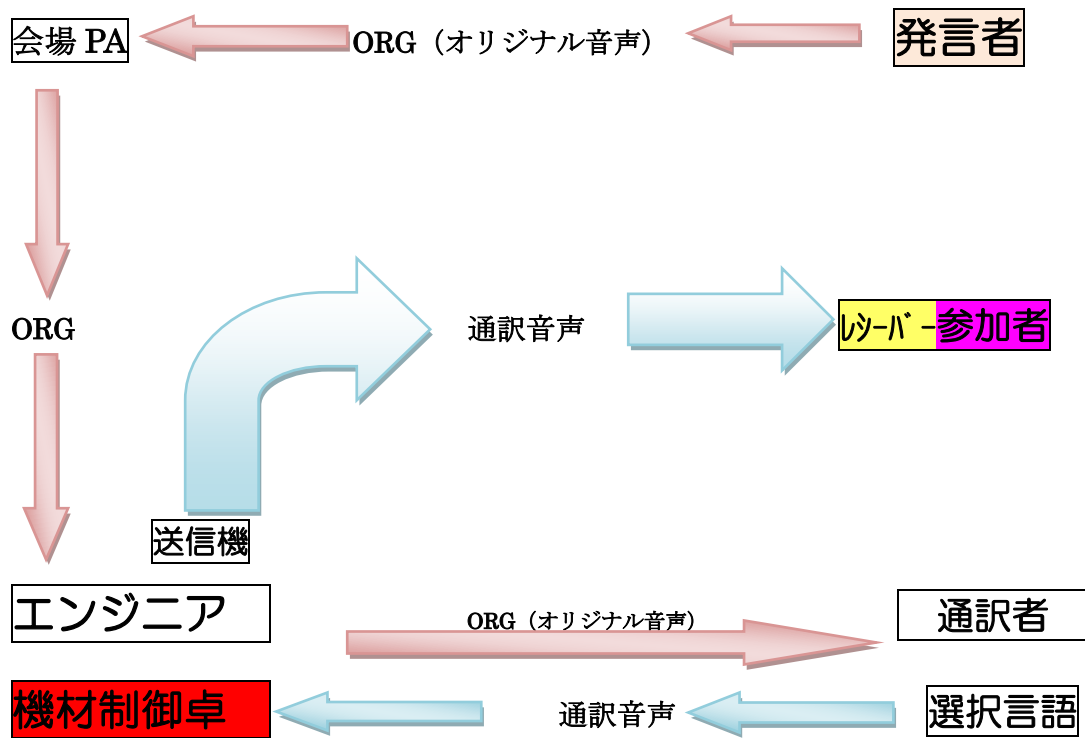 会場 PA
ORG（オリジナル音声）
発言者
ORG
通訳音声
ﾚｼｰﾊﾞｰ参加者
送信機
エンジニア
ORG（オリジナル音声）
通訳者
機材制御卓
通訳音声
選択言語